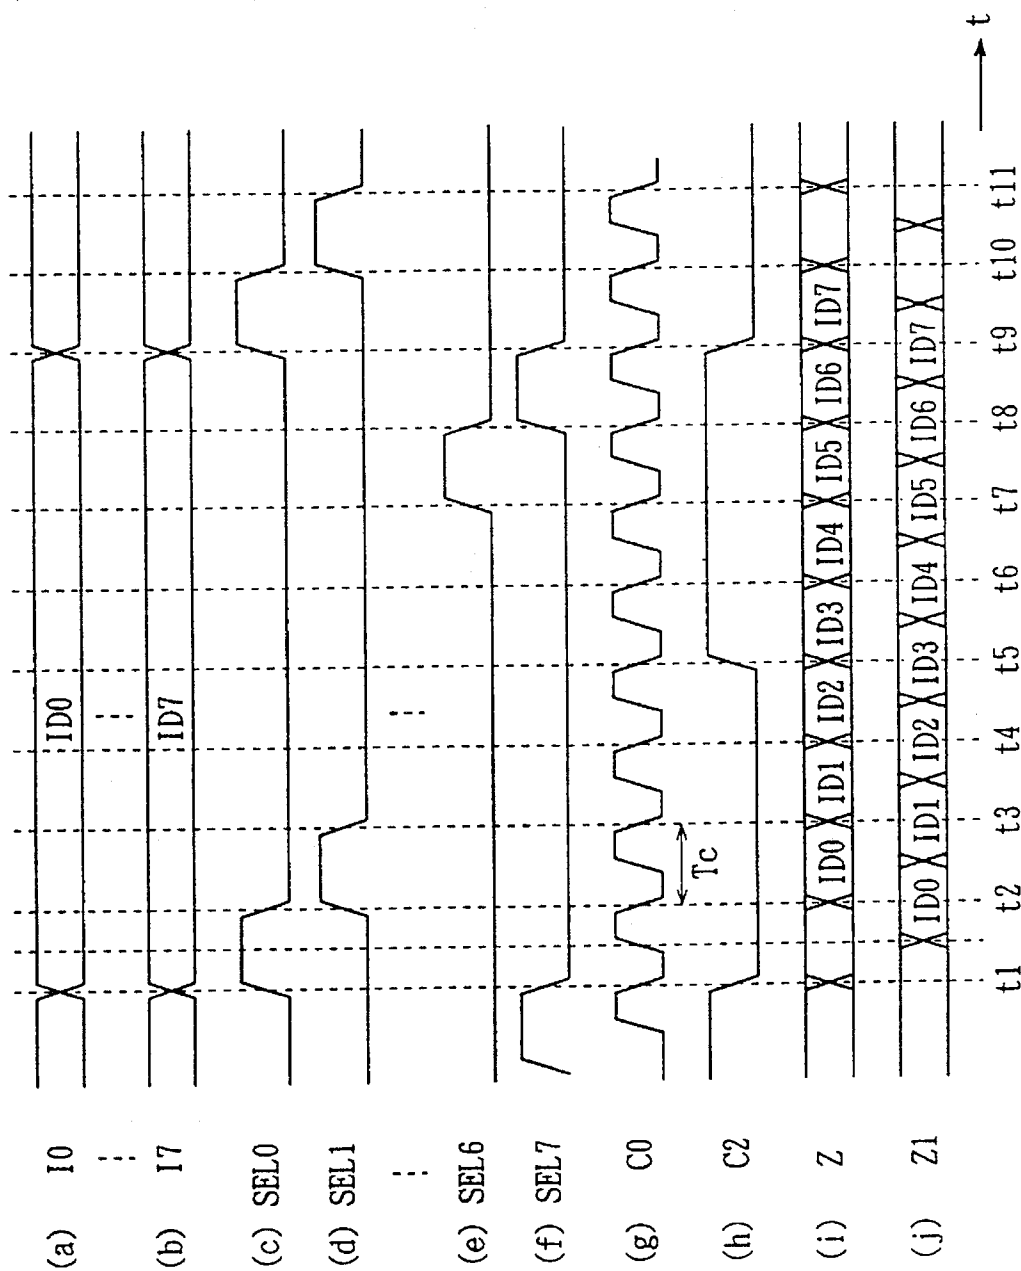 (a) I0 ID0
(b) I7 ID7
(c) SEL0
(d) SEL1
(e) SEL6
(f) SEL7
(g) C0 Tc
(h) C2
(i) Z ID0 ID1 ID2 ID3 ID4 ID5 ID6 ID7
(j) Z1 ID0 ID1 ID2 ID3 ID4 ID5 ID6 ID7
t1 t2 t3 t4 t5 t6 t7 t8 t9 t10 t11
t